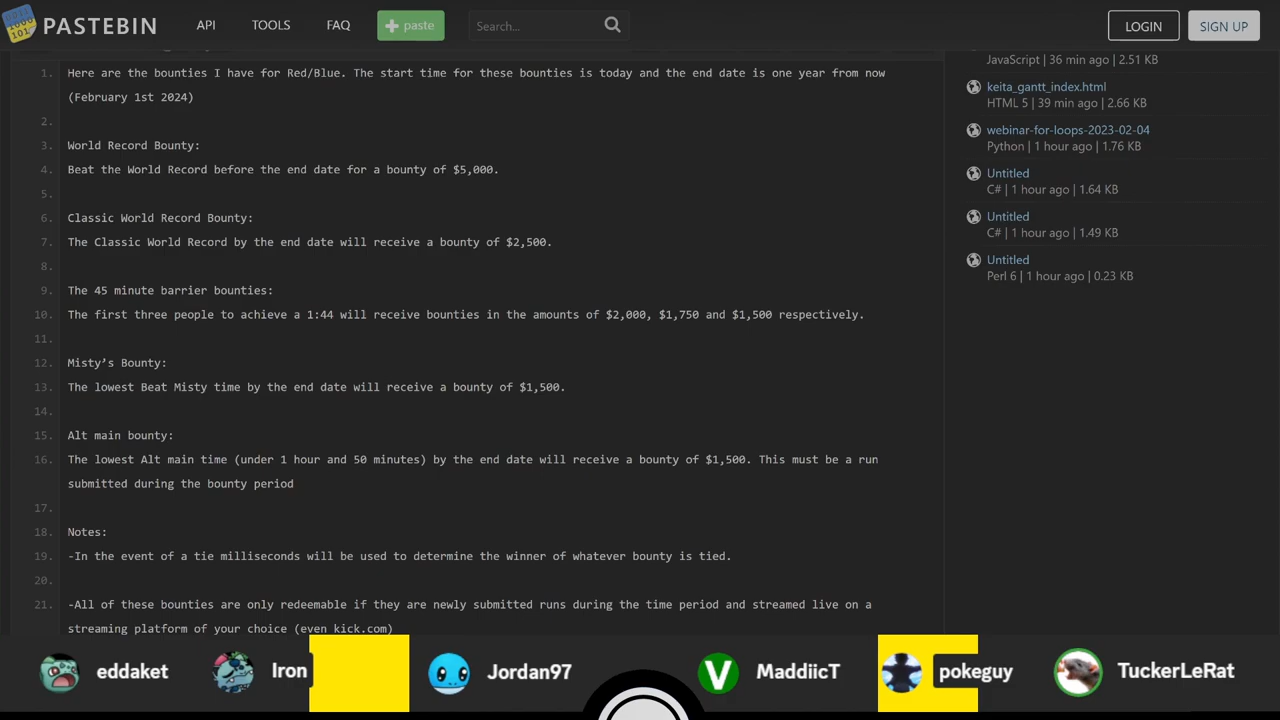 PASTEBIN
API
TOOLS
FAQ
paste
Search...
LOGIN
SIGN UP
1. Here are the bounties I have for Red/Blue. The start time for these bounties is today and the end date is one year from now
(February 1st 2024)
2.
3. World Record Bounty:
4. Beat the World Record before the end date for a bounty of $5,000.
5.
6. Classic World Record Bounty:
7. The Classic World Record by the end date will receive a bounty of $2,500.
8.
9. The 45 minute barrier bounties:
10. The first three people to achieve a 1:44 will receive bounties in the amounts of $2,000, $1,750 and $1,500 respectively.
11.
12. Misty’s Bounty:
13. The lowest Beat Misty time by the end date will receive a bounty of $1,500.
14.
15. Alt main bounty:
16. The lowest Alt main time (under 1 hour and 50 minutes) by the end date will receive a bounty of $1,500. This must be a run
submitted during the bounty period
17.
18. Notes:
19. -In the event of a tie milliseconds will be used to determine the winner of whatever bounty is tied.
20.
21. -All of these bounties are only redeemable if they are newly submitted runs during the time period and streamed live on a
streaming platform of your choice (even kick.com)
JavaScript | 36 min ago | 2.51 KB
keita_gantt_index.html
HTML 5 | 39 min ago | 2.66 KB
webinar-for-loops-2023-02-04
Python | 1 hour ago | 1.76 KB
Untitled
C# | 1 hour ago | 1.64 KB
Untitled
C# | 1 hour ago | 1.49 KB
Untitled
Perl 6 | 1 hour ago | 0.23 KB
eddaket
Iron
Jordan97
V
MaddiicT
pokeguy
TuckerLeRat